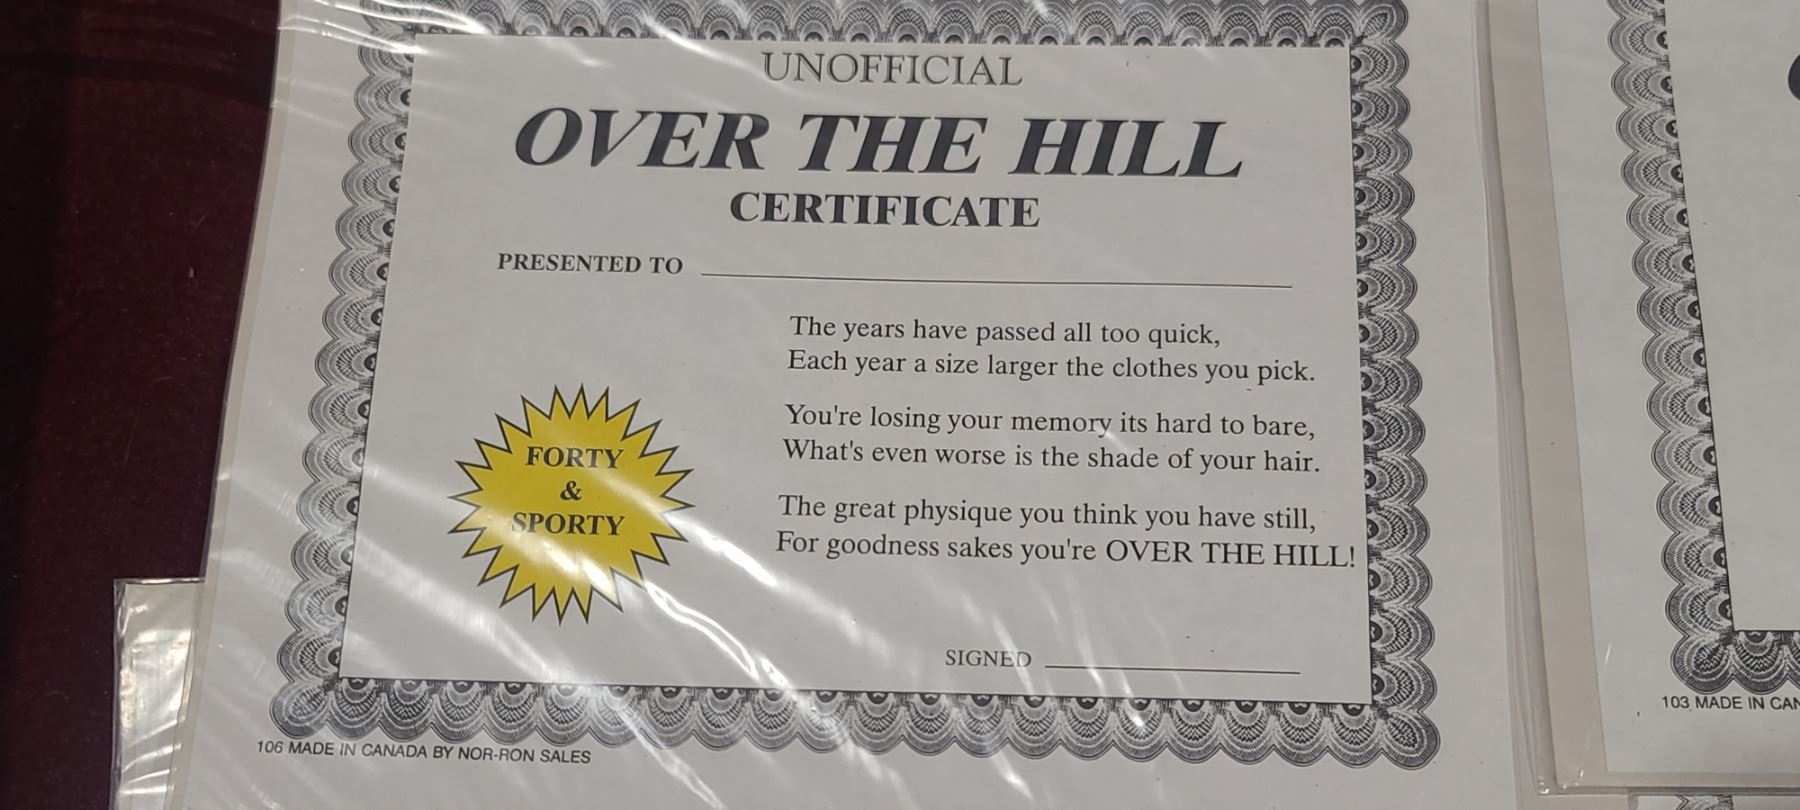 UNOFFICIAL
OVER THE HILL
CERTIFICATE
PRESENTED TO
The years have passed all too quick,
Each year a size larger the clothes you pick.
You're losing your memory its hard to bare,
What's even worse is the shade of your hair.
The great physique you think you have still,
For goodness sakes you're OVER THE HILL!
FORTY
&
SPORTY
SIGNED
106 MADE IN CANADA BY NOR-RON SALES
103 MADE IN